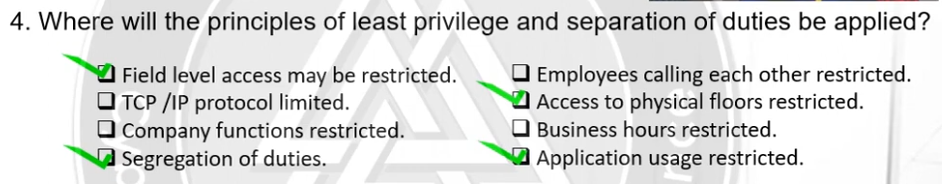 4. Where will the principles of least privilege and separation of duties be applied?
Field level access may be restricted.
TCP /IP protocol limited.
Company functions restricted.
Segregation of duties.
Employees calling each other restricted.
Access to physical floors restricted.
Business hours restricted.
Application usage restricted.